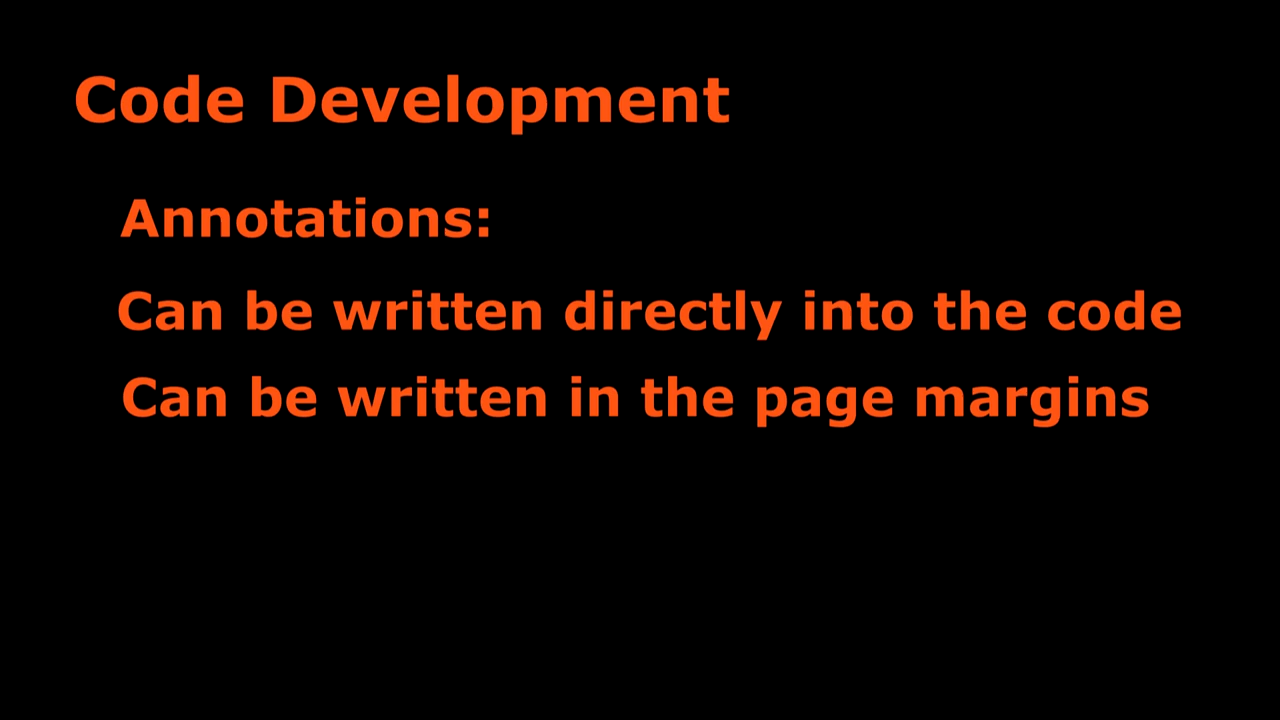 Code Development
Annotations:
Can be written directly into the code
Can be written in the page margins